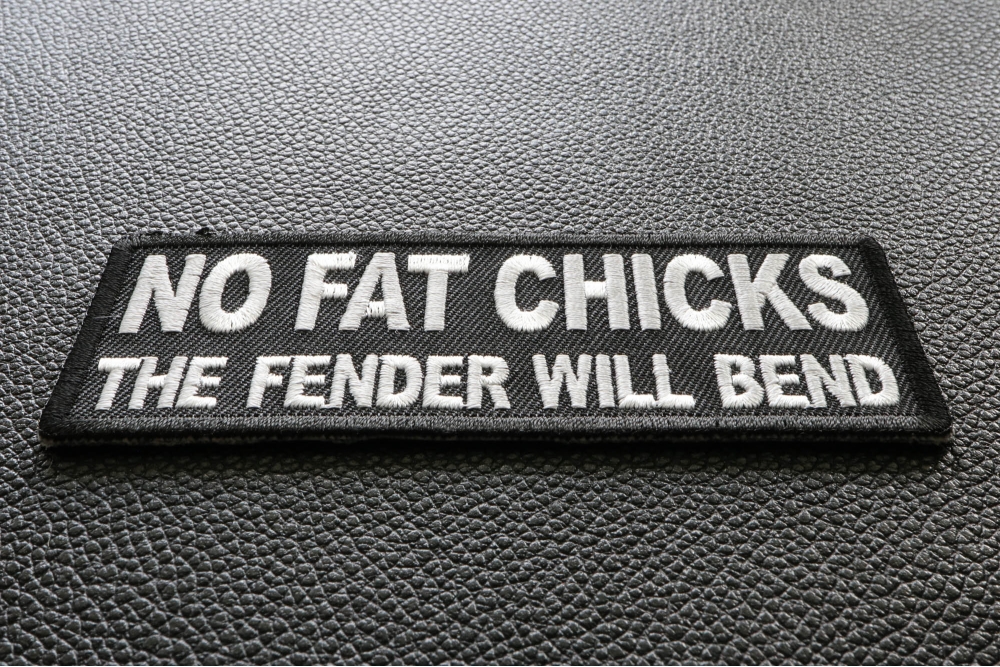 NO FAT CHICKS
THE FENDER WILL BEND